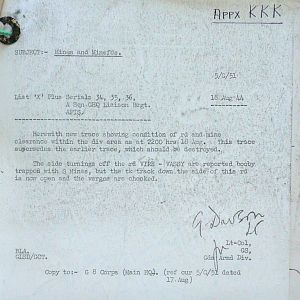 Appx KKK
SUBJECT:- Mines and Minefds.
5/G/51
List 'X' Plus Serials 34, 35, 36.
18 Aug 44
A Sqn GHQ Liaison Regt.
APIS/
Herewith new trace showing condition of rd and mine
clearance within the div area as at 2200 hrs 18 Aug. This trace
supersedes the earlier trace, which should be destroyed.
The side turnings off the rd VIRE - VASSY are reported booby
trapped with S Mines, but the tk track down the side of this rd
is now open and the verges are checked.
Lt-Col,
GS,
Gds Armd Div.
BLA.
Copy to:- G 8 Corps (Main HQ). (ref our 5/G/51 dated
17 Aug)